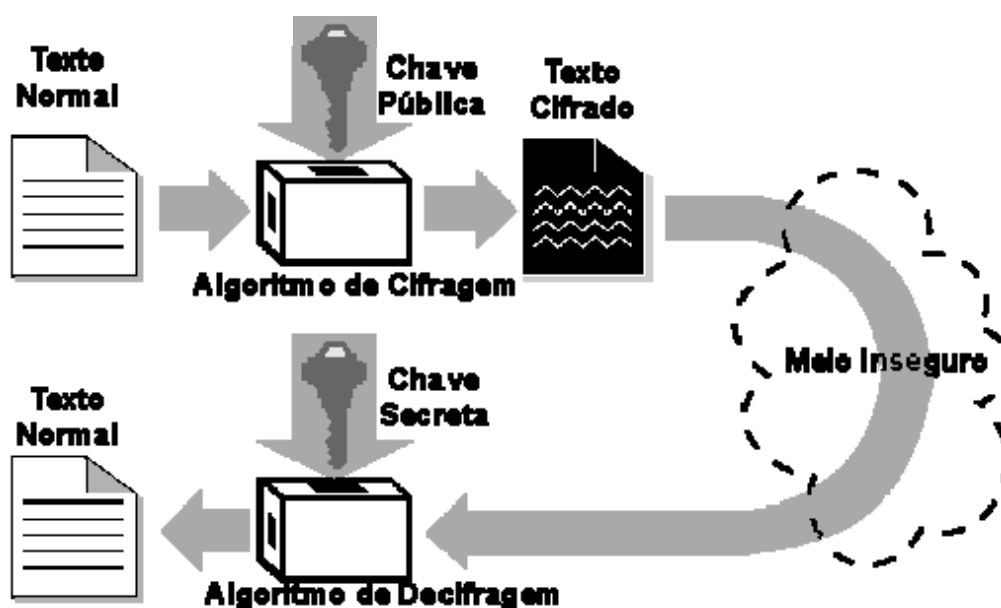 Texto
Normal
Chave
Pública
Texto
Cifrado
Algoritmo de Cifragem
Meio Inseguro
Chave
Secreta
Texto
Normal
Algoritmo de Decifragem